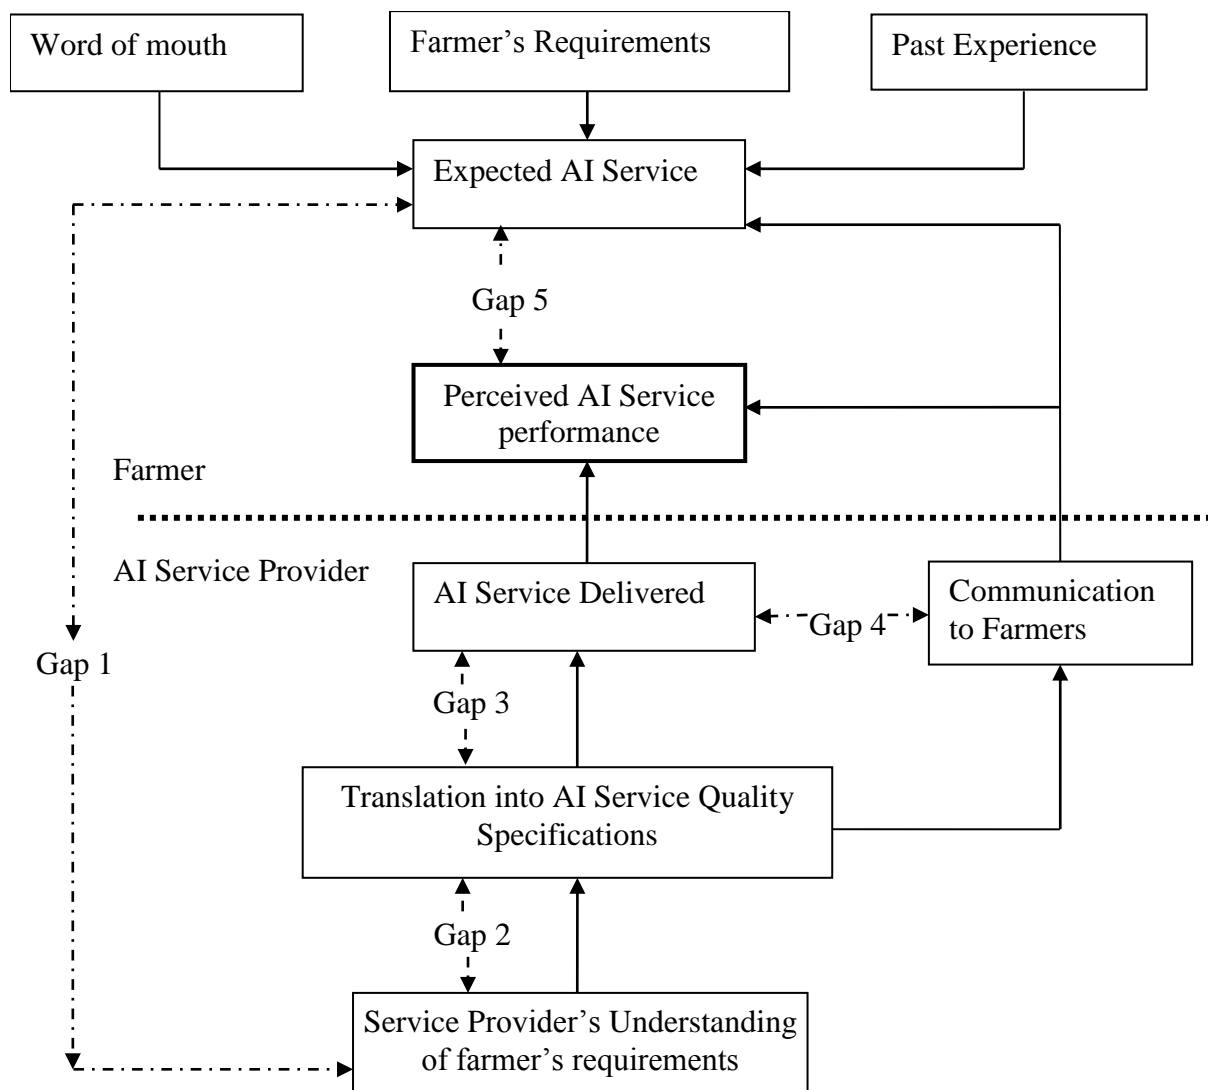 Word of mouth
Farmer’s Requirements
Past Experience
Expected AI Service
Gap 5
Perceived AI Service
performance
Farmer
AI Service Provider
AI Service Delivered
Gap 4
Communication
to Farmers
Gap 1
Gap 3
Translation into AI Service Quality
Specifications
Gap 2
Service Provider’s Understanding
of farmer’s requirements